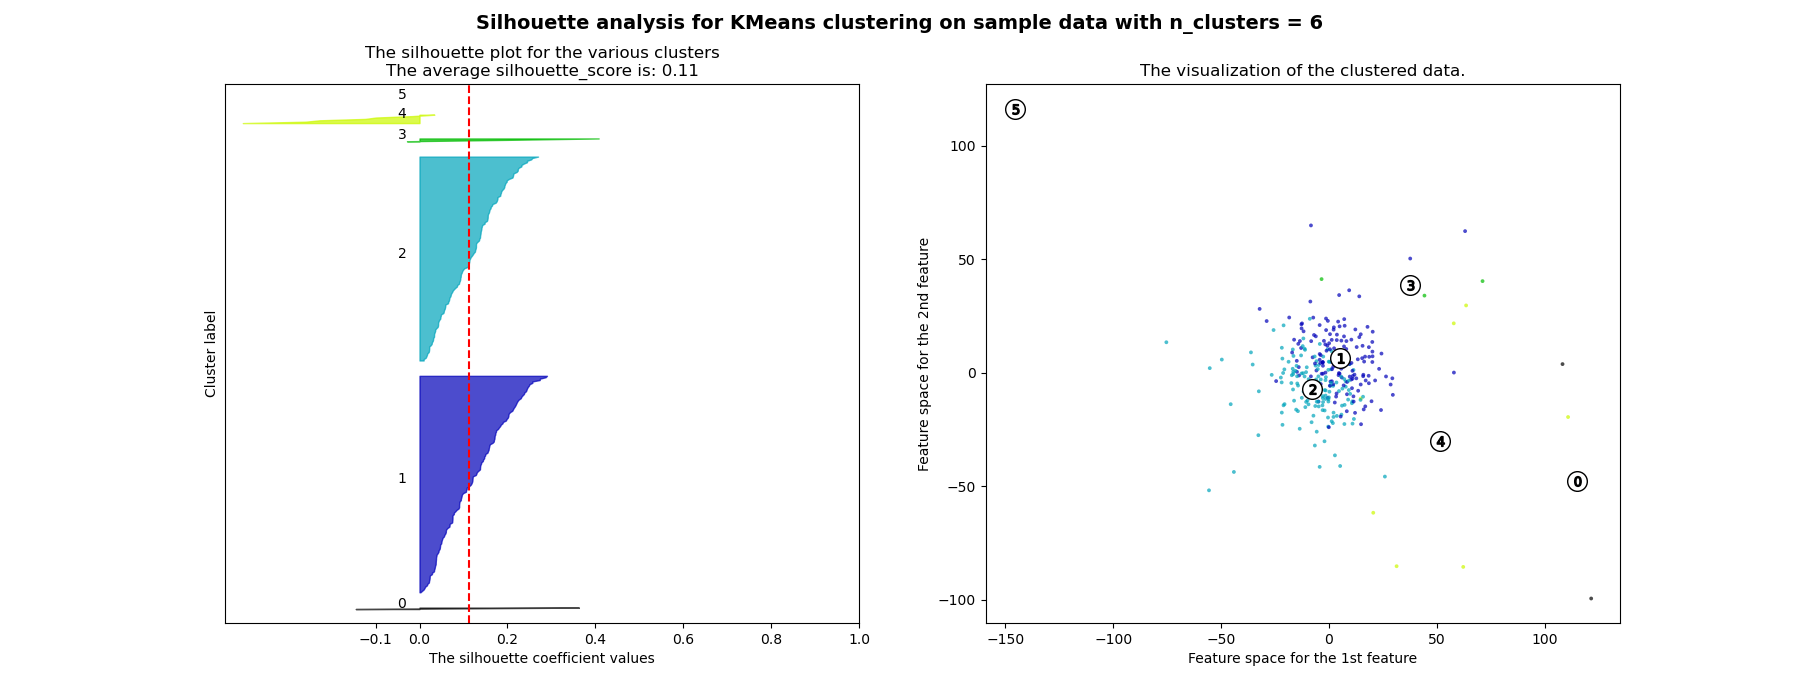 Silhouette analysis for KMeans clustering on sample data with n_clusters = 6
The silhouette plot for the various clusters
The average silhouette_score is: 0.11
5
4
3
2
1
0
Cluster label
−0.1 0.0 0.2 0.4 0.6 0.8 1.0
The silhouette coefficient values
The visualization of the clustered data.
5
3
1
2
4
0
100
50
0
−50
−100
Feature space for the 2nd feature
−150 −100 −50 0 50 100
Feature space for the 1st feature